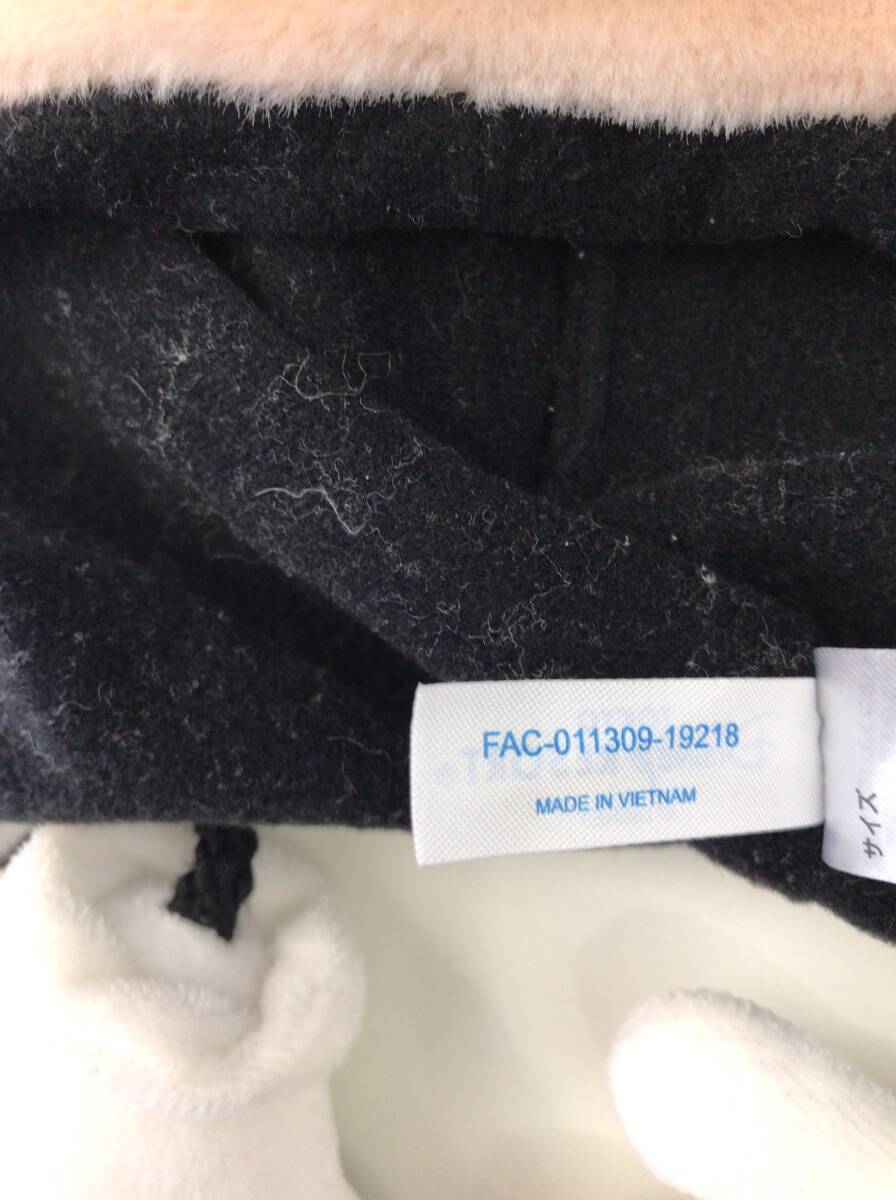 FAC-011309-19218
MADE IN VIETNAM
サイズ